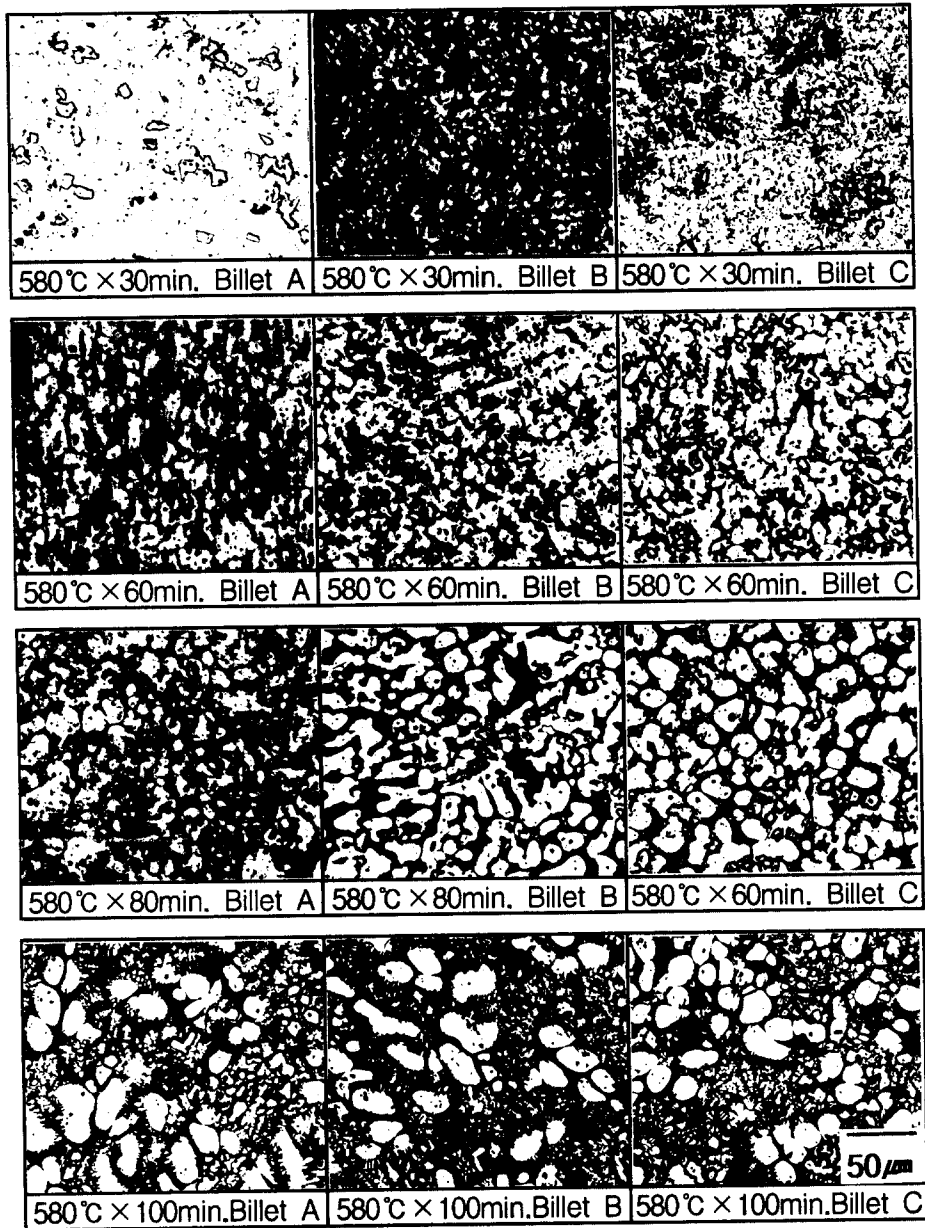 580℃ ×30min. Billet A
580℃ ×30min. Billet B
580℃ ×30min. Billet C
580℃ ×60min. Billet A
580℃ ×60min. Billet B
580℃ ×60min. Billet C
580℃ ×80min. Billet A
580℃ ×80min. Billet B
580℃ ×60min. Billet C
50㎛
580℃ ×100min.Billet A
580℃ ×100min.Billet B
580℃ ×100min.Billet C